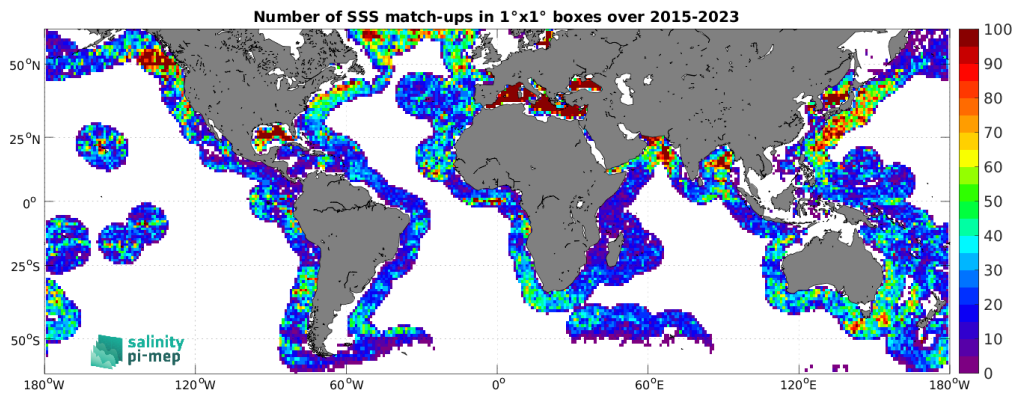 Number of SSS match-ups in 1°x1° boxes over 2015-2023
50°N
25°N
0°
25°S
50°S
180°W 120°W 60°W 0° 60°E 120°E 180°W
100
90
80
70
60
50
40
30
20
10
0
salinity
pi-mep